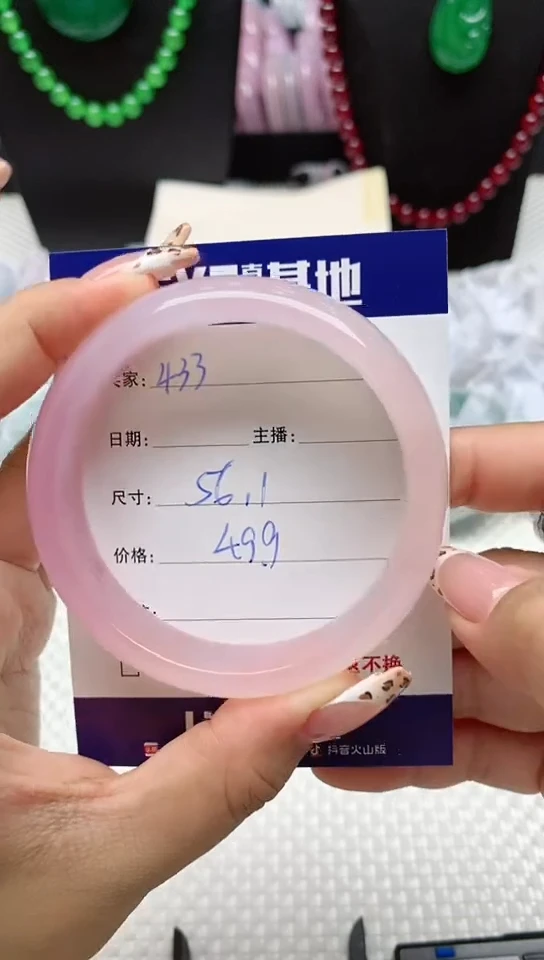 基地
家: 433
日期: 主播:
尺寸: 56.1
价格: 499
不换
抖音火山版